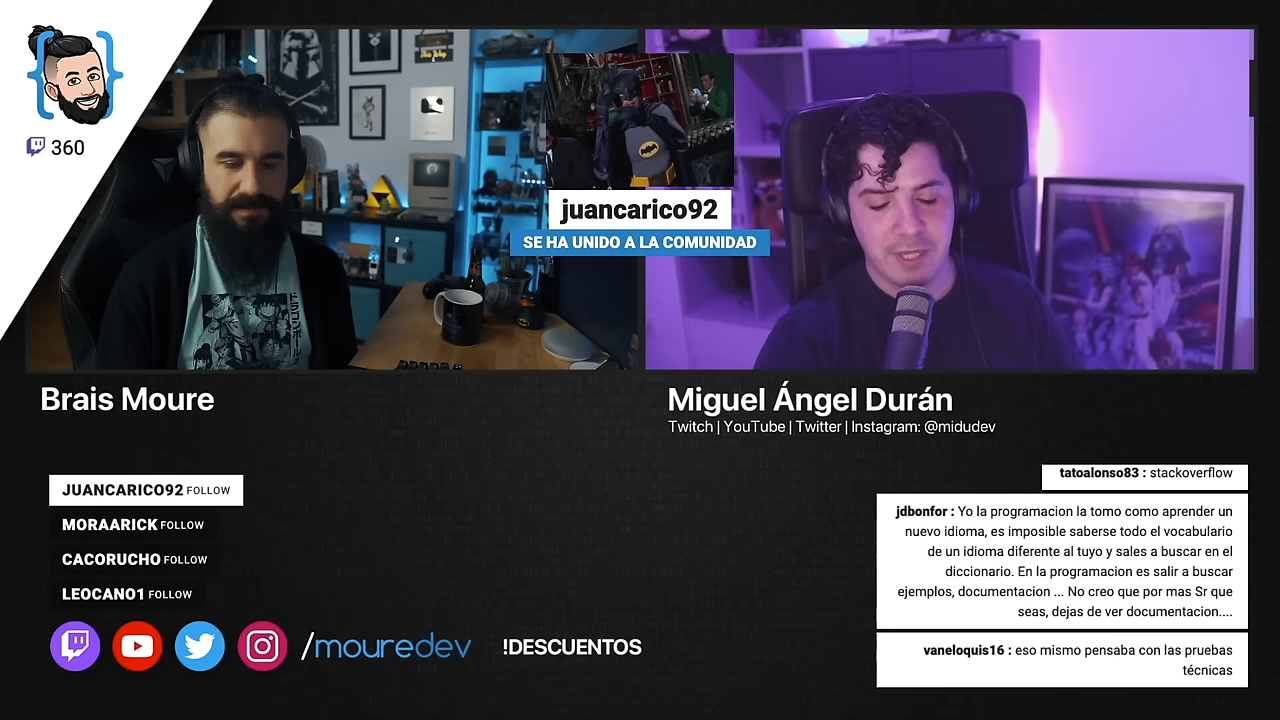 360
juancarico92
SE HA UNIDO A LA COMUNIDAD
Brais Moure
Miguel Ángel Durán
Twitch | YouTube | Twitter | Instagram: @midudev
JUANCARICO92 FOLLOW
MORAARICK FOLLOW
CACORUCHO FOLLOW
LEOCANO1 FOLLOW
/mouredev
!DESCUENTOS
tatoalonso83 : stackoverflow
jdbonfor : Yo la programacion la tomo como aprender un
nuevo idioma, es imposible saberse todo el vocabulario
de un idioma diferente al tuyo y sales a buscar en el
diccionario. En la programacion es salir a buscar
ejemplos, documentacion ... No creo que por mas Sr que
seas, dejas de ver documentacion....
vaneloquis16 : eso mismo pensaba con las pruebas
técnicas